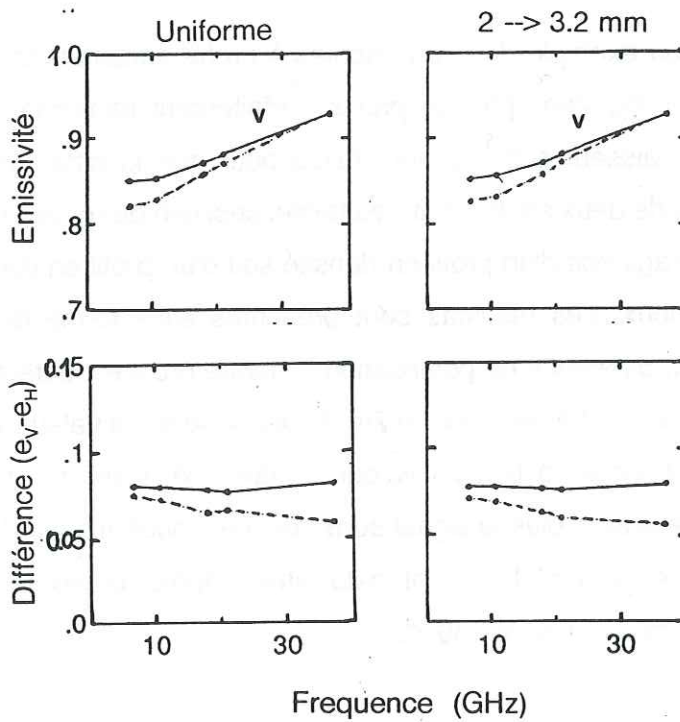 Uniforme
2 --> 3.2 mm
Emissivité
1.0
.9
.8
.7
V
V
Différence (eV-eH)
0.15
.1
0.05
.0
10
30
10
30
Frequence (GHz)